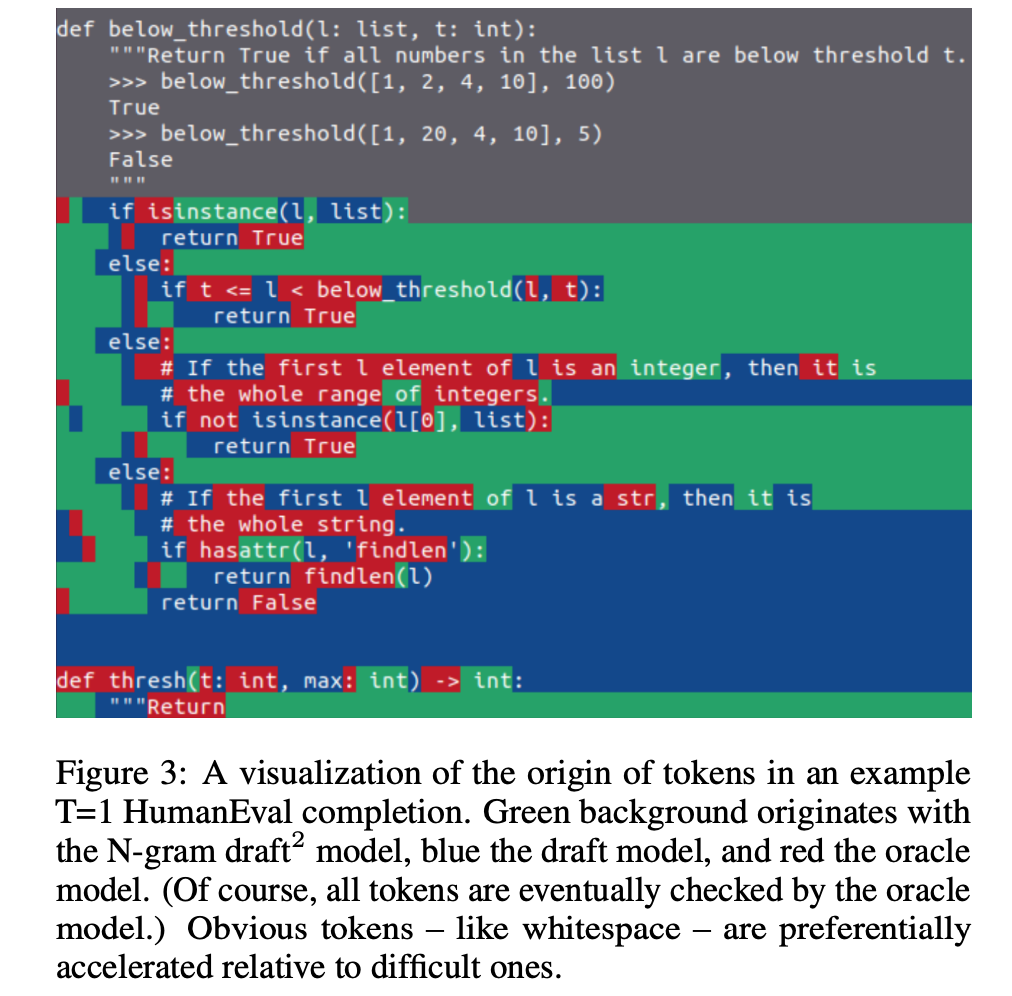 def below_threshold(l: list, t: int):
    """Return True if all numbers in the list l are below threshold t.
    >>> below_threshold([1, 2, 4, 10], 100)
    True
    >>> below_threshold([1, 20, 4, 10], 5)
    False
    """
    if isinstance(l, list):
        return True
    else:
        if t <= l < below_threshold(l, t):
            return True
    else:
        # If the first l element of l is an integer, then it is
        # the whole range of integers.
        if not isinstance(l[0], list):
            return True
    else:
        # If the first l element of l is a str, then it is
        # the whole string.
        if hasattr(l, 'findlen'):
            return findlen(l)
        return False
def thresh(t: int, max: int) -> int:
    """Return
Figure 3: A visualization of the origin of tokens in an example
T=1 HumanEval completion. Green background originates with
the N-gram draft² model, blue the draft model, and red the oracle
model. (Of course, all tokens are eventually checked by the oracle
model.) Obvious tokens – like whitespace – are preferentially
accelerated relative to difficult ones.